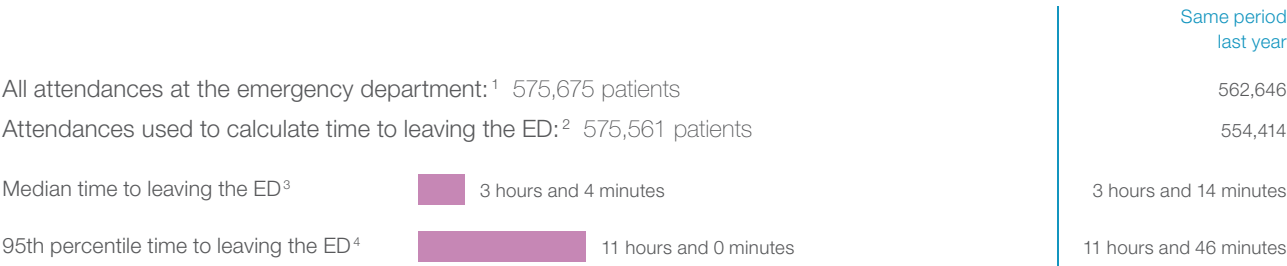 Same period
last year
All attendances at the emergency department: 1 575,675 patients 562,646
Attendances used to calculate time to leaving the ED: 2 575,561 patients 554,414
Median time to leaving the ED 3 3 hours and 4 minutes 3 hours and 14 minutes
95th percentile time to leaving the ED 4 11 hours and 0 minutes 11 hours and 46 minutes